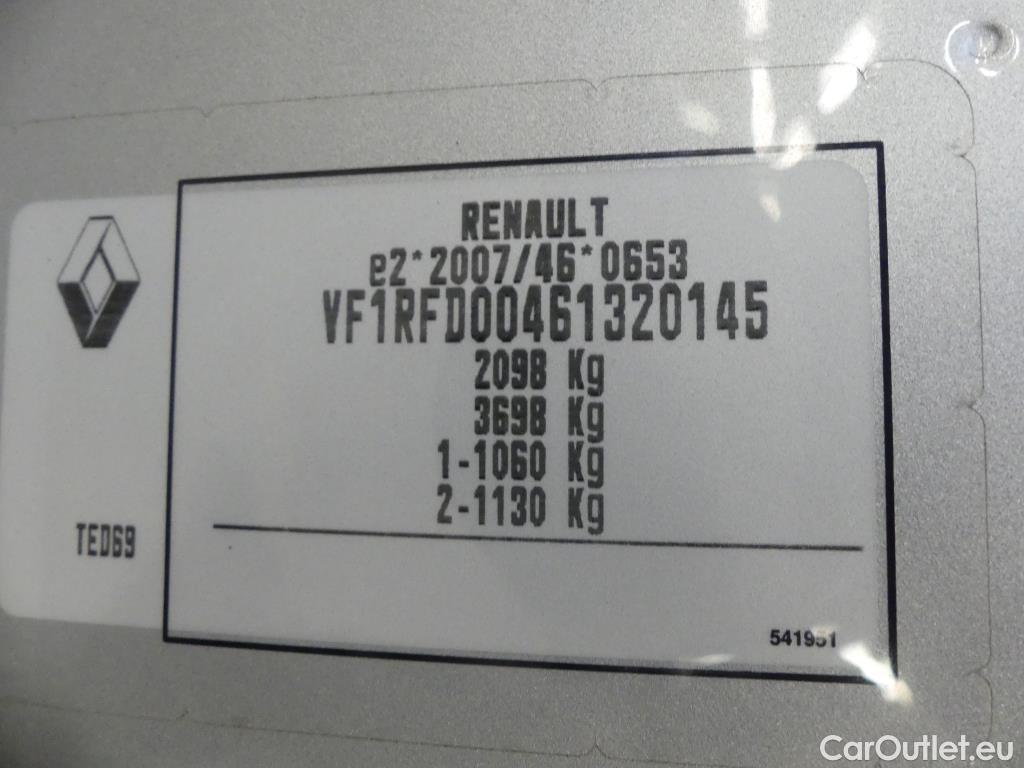 RENAULT
e2*2007/46*0653
VF1RFD00461320145
2098 Kg
3698 Kg
1-1060 Kg
2-1130 Kg
TED69
541951
CarOutlet.eu